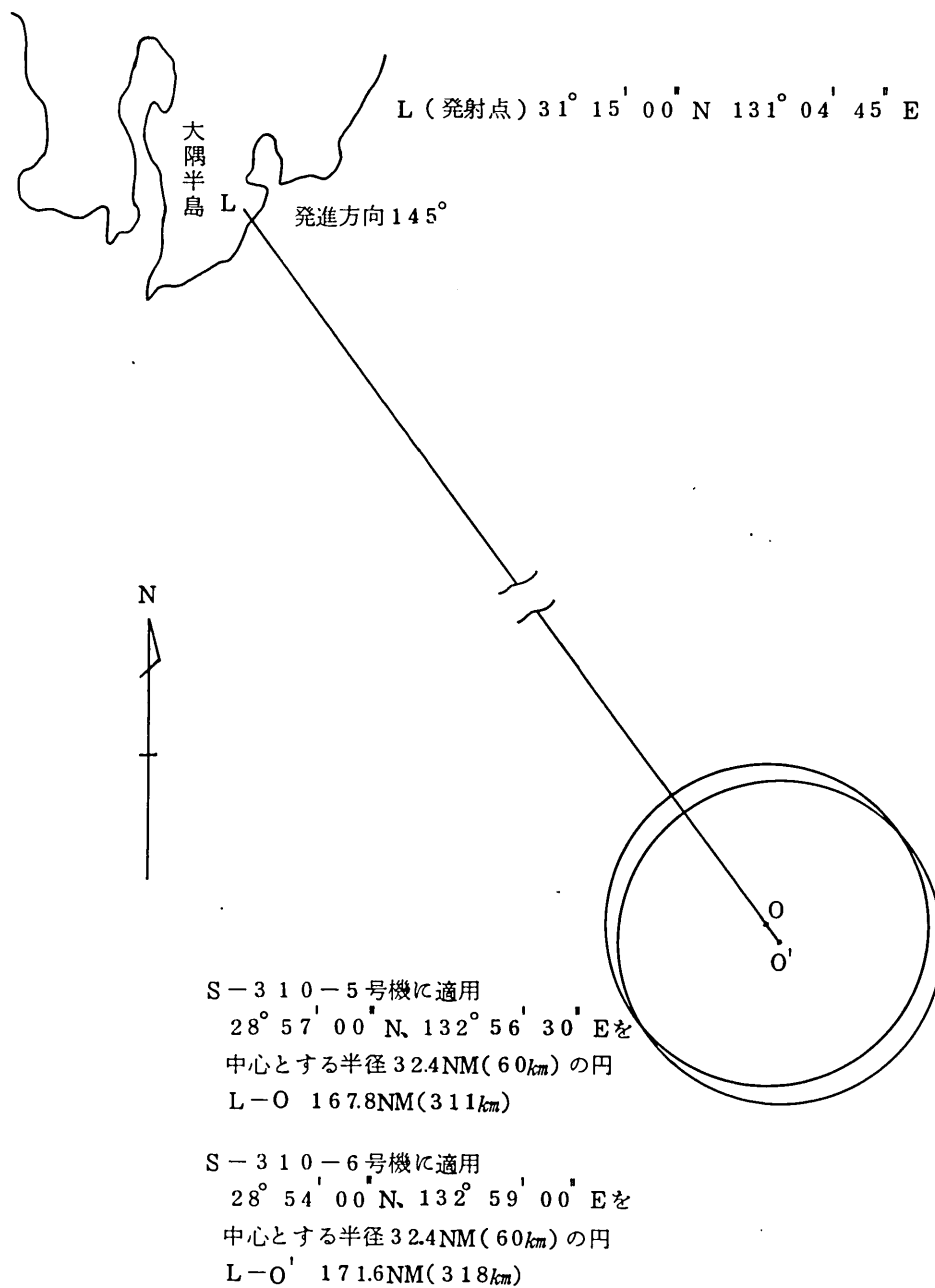 L(発射点)31° 15' 00" N 131° 04' 45" E
大隅半島
L
発進方向145°
N
O
O'
S-310-5号機に適用
28° 57' 00" N、132° 56' 30" Eを
中心とする半径32.4NM(60km)の円
L-O 167.8NM(311km)
S-310-6号機に適用
28° 54' 00" N、132° 59' 00" Eを
中心とする半径32.4NM(60km)の円
L-O' 171.6NM(318km)